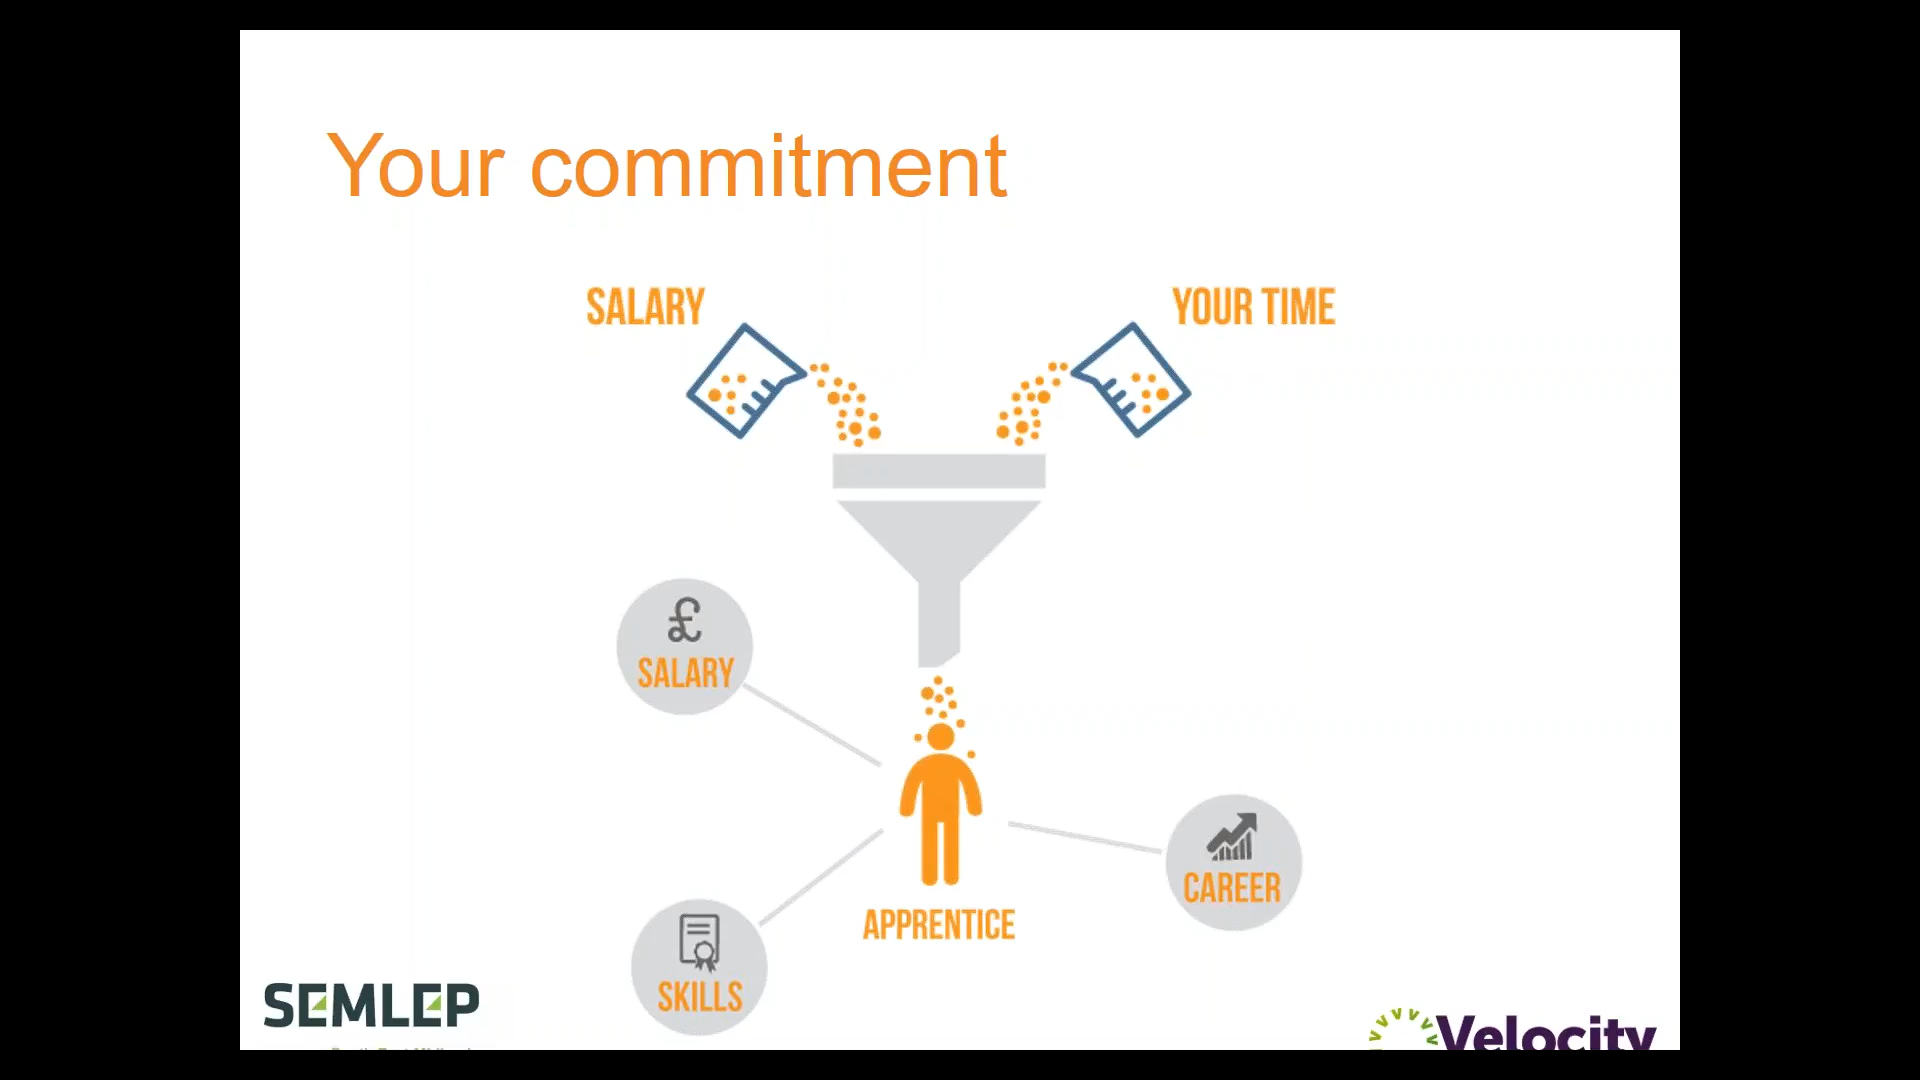 Your commitment
SALARY
YOUR TIME
£
SALARY
CAREER
APPRENTICE
SKILLS
SEMLEP
Velocity